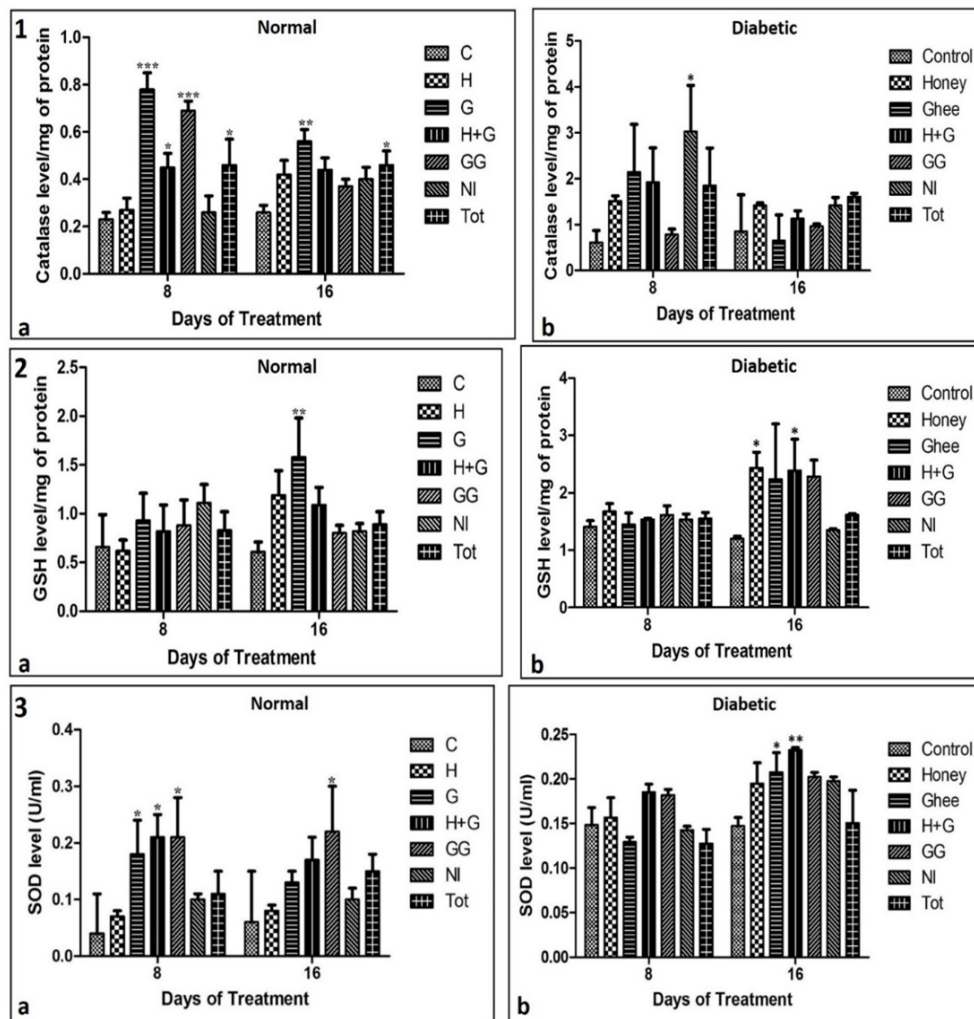 1
Normal
Catalase level/mg of protein
1.0
0.8
0.6
0.4
0.2
0.0
***
*
***
*
**
*
8
16
Days of Treatment
C
H
G
H+G
GG
NI
Tot
a
Diabetic
Catalase level/mg of protein
5
4
3
2
1
0
*
8
16
Days of Treatment
Control
Honey
Ghee
H+G
GG
NI
Tot
b
2
Normal
GSH level/mg of protein
2.5
2.0
1.5
1.0
0.5
0.0
**
8
16
Days of Treatment
C
H
G
H+G
GG
NI
Tot
a
Diabetic
GSH level/mg of protein
4
3
2
1
0
*
*
8
16
Days of Treatment
Control
Honey
Ghee
H+G
GG
NI
Tot
b
3
Normal
SOD level (U/ml)
0.4
0.3
0.2
0.1
0.0
*
*
*
*
8
16
Days of Treatment
C
H
G
H+G
GG
NI
Tot
a
Diabetic
SOD level (U/ml)
0.25
0.20
0.15
0.10
0.05
0.00
*
**
8
16
Days of Treatment
Control
Honey
Ghee
H+G
GG
NI
Tot
b